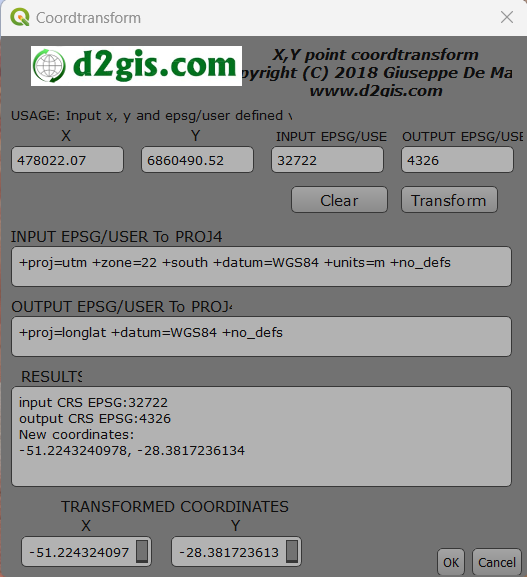 Coordtransform
d2gis.com
X,Y point coordtransform
pyright (C) 2018 Giuseppe De Ma
www.d2gis.com
USAGE: Input x, y and epsg/user defined v
X Y INPUT EPSG/USE OUTPUT EPSG/USE
478022.07 6860490.52 32722 4326
Clear Transform
INPUT EPSG/USER To PROJ4
+proj=utm +zone=22 +south +datum=WGS84 +units=m +no_defs
OUTPUT EPSG/USER To PROJ4
+proj=longlat +datum=WGS84 +no_defs
RESULTS
input CRS EPSG:32722
output CRS EPSG:4326
New coordinates:
-51.2243240978, -28.3817236134
TRANSFORMED COORDINATES
X Y
-51.224324097 -28.381723613
OK Cancel